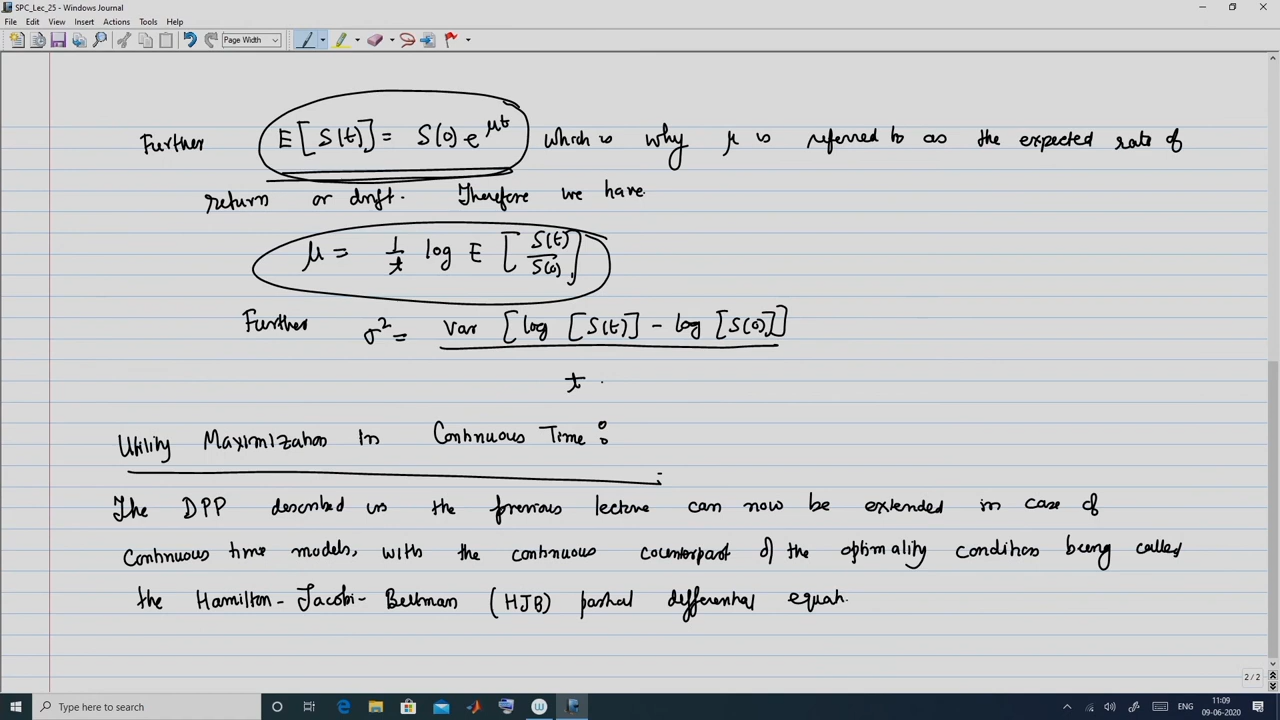 SPC_Lec_25 - Windows Journal
File Edit View Insert Actions Tools Help
Page Width
Further E[S(t)] = S(0) e^{μt} which is why μ is referred to as the expected rate of
return or drift. Therefore we have
μ = 1/t log E [S(t)/S(0)]
Further σ² = Var [log [S(t)] - log [S(0)]]
t
Utility Maximization in Continuous Time :
The DPP described in the previous lecture can now be extended in case of
continuous time models, with the continuous counterpart of the optimality condition being called
the Hamilton-Jacobi-Bellman (HJB) partial differential equat
2/2
Type here to search
ENG
11:09
09-06-2020